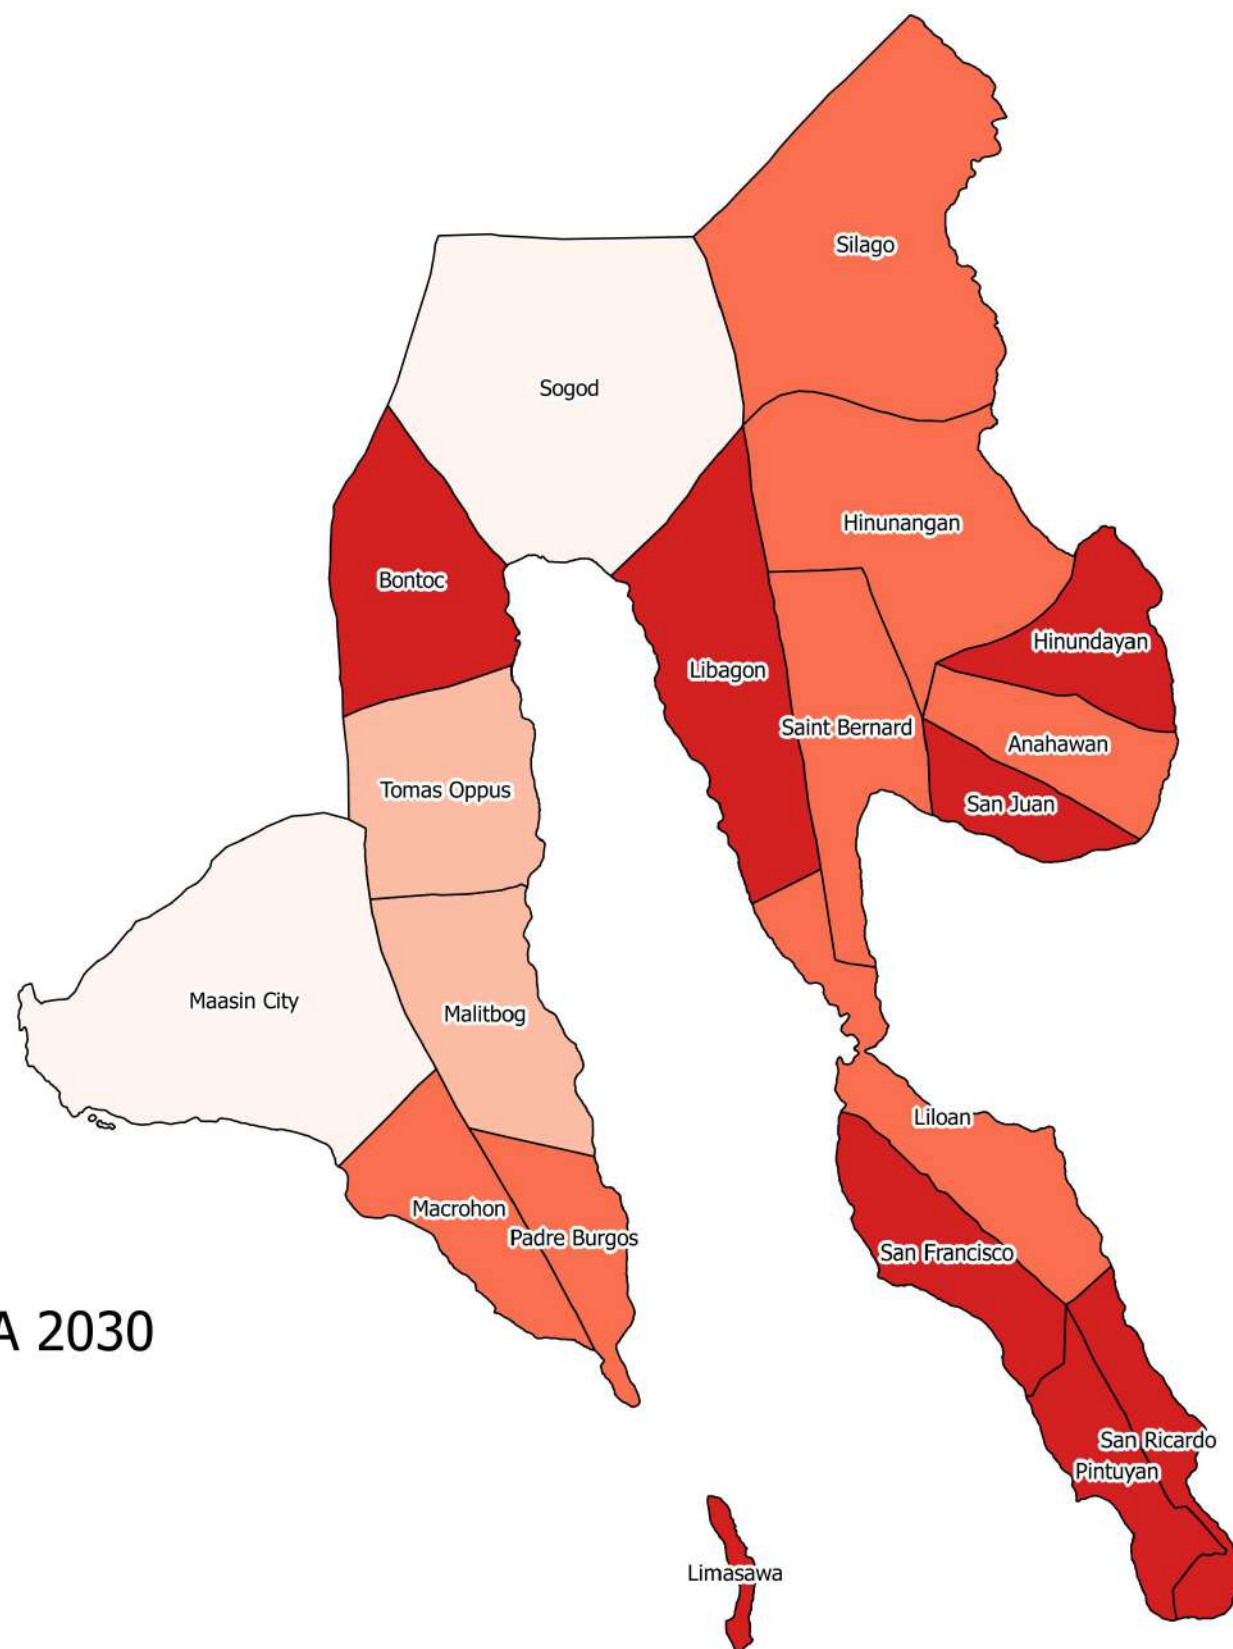 Silago
Sogod
Hinunangan
Bontoc
Hinundayan
Libagon
Saint Bernard
Anahawan
Tomas Oppus
San Juan
Maasin City
Malitbog
Liloan
Macrohon
Padre Burgos
San Francisco
A 2030
San Ricardo
Pintuyan
Limasawa